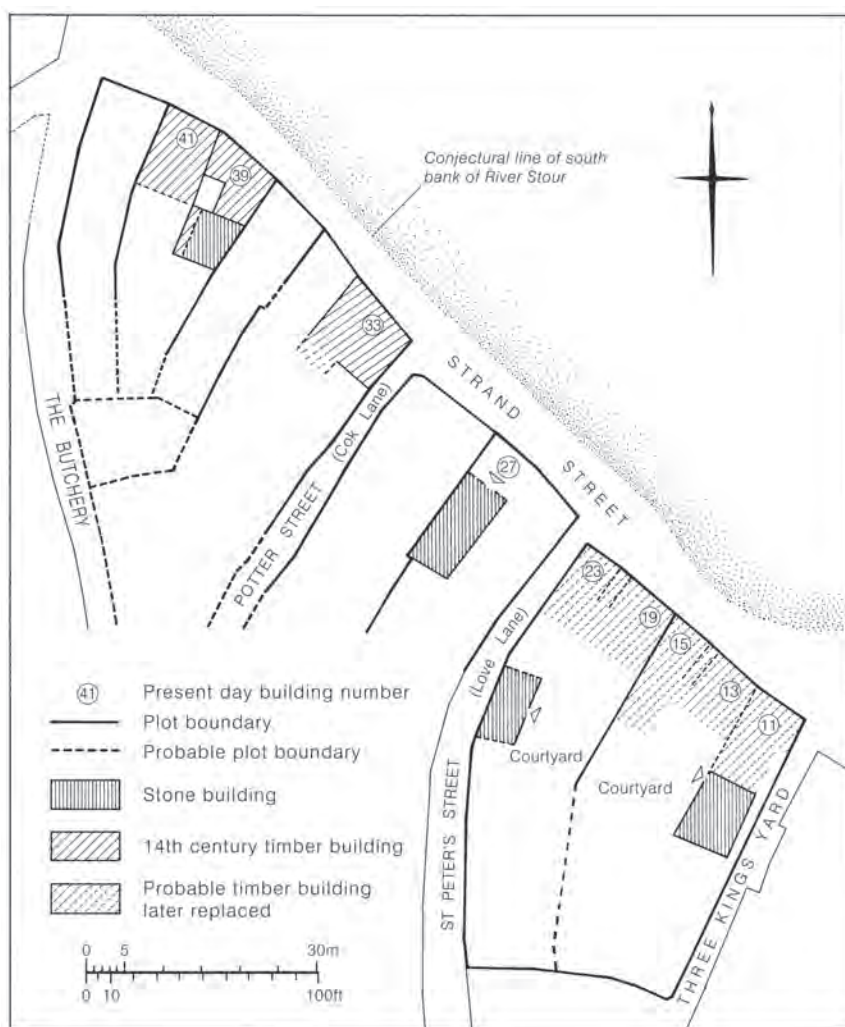 41
39
Conjectural line of south
bank of River Stour
33
STRAND STREET
THE BUTCHERY
POTTER STREET (Cok Lane)
27
23
19
15
13
11
ST PETER'S STREET (Love Lane)
Courtyard
Courtyard
THREE KINGS YARD
41 Present day building number
Plot boundary
Probable plot boundary
Stone building
14th century timber building
Probable timber building
later replaced
0 5 30m
0 10 100ft